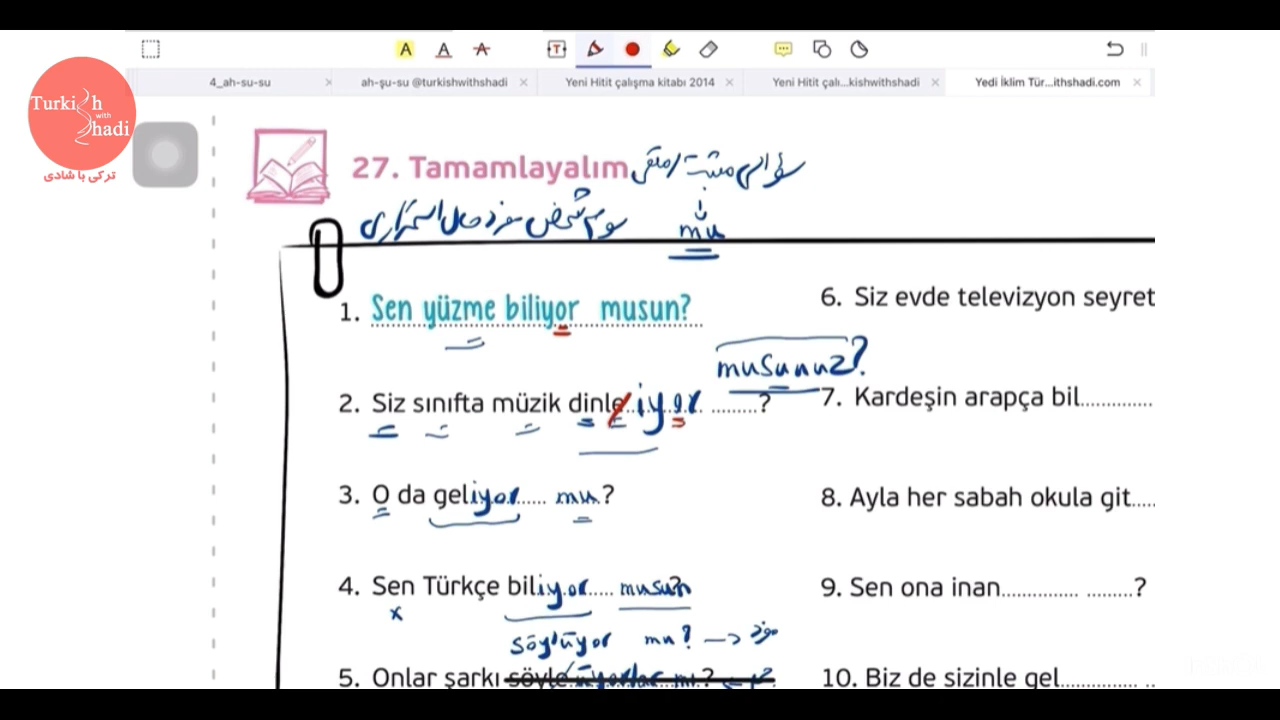 4_ah-su-su
ah-şu-su @turkishwithshadi
Yeni Hitit çalışma kitabı 2014
Yeni Hitit çalı...kishwithshadi
Yedi İklim Tür...ithshadi.com
Turkish
with
Shadi
ترکی با شادی
27. Tamamlayalım
mu
1. Sen yüzme biliyor musun?
musunuz?
2. Siz sınıfta müzik dinle iyor ........?
3. O da geliyor..... mu?
4. Sen Türkçe biliyor.... musun?
söylüyor mu?
5. Onlar şarkı söyle
6. Siz evde televizyon seyret
7. Kardeşin arapça bil.............
8. Ayla her sabah okula git.....
9. Sen ona inan.............. .........?
10. Biz de sizinle gel.............. ..